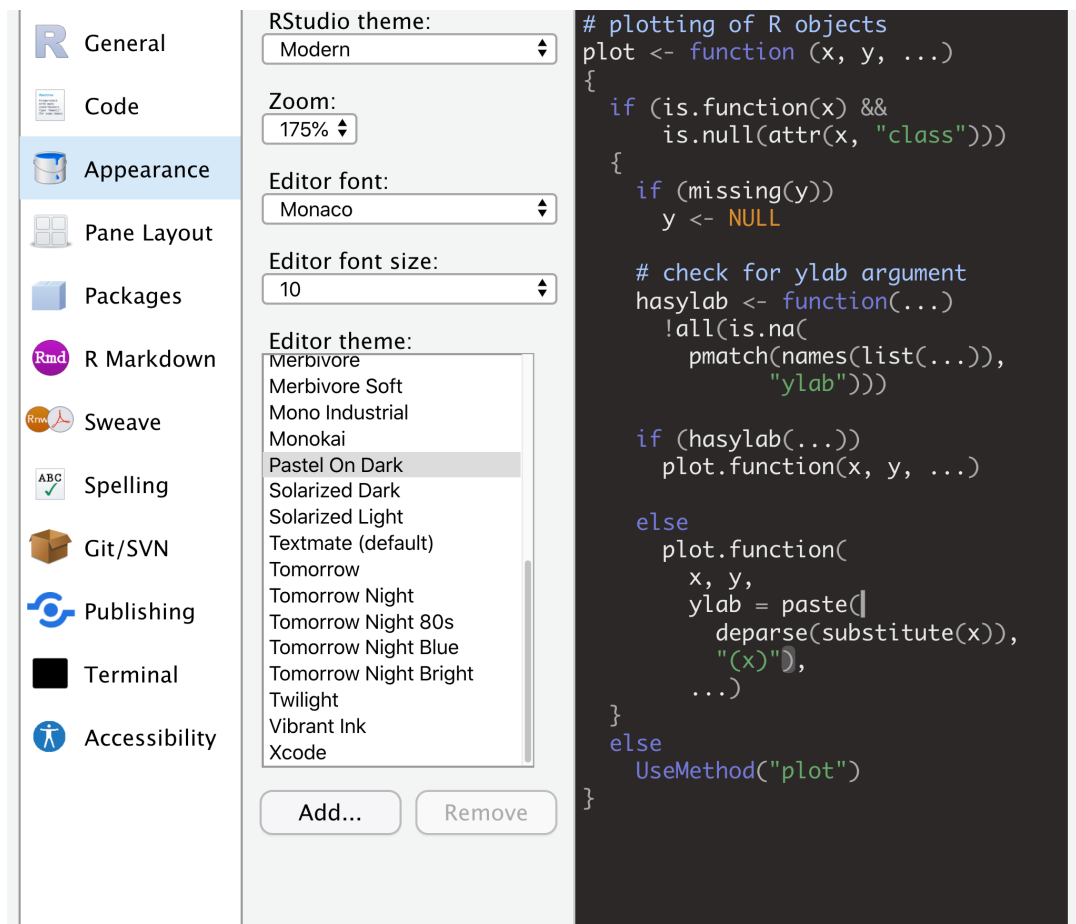 R
General
Code
Appearance
Pane Layout
Packages
Rmd
R Markdown
Rnw
Sweave
ABC
Spelling
Git/SVN
Publishing
Terminal
Accessibility
RStudio theme:
Modern
Zoom:
175%
Editor font:
Monaco
Editor font size:
10
Editor theme:
Merbivore
Merbivore Soft
Mono Industrial
Monokai
Pastel On Dark
Solarized Dark
Solarized Light
Textmate (default)
Tomorrow
Tomorrow Night
Tomorrow Night 80s
Tomorrow Night Blue
Tomorrow Night Bright
Twilight
Vibrant Ink
Xcode
Add...
Remove
# plotting of R objects
plot <- function (x, y, ...)
{
  if (is.function(x) &&
      is.null(attr(x, "class")))
  {
    if (missing(y))
      y <- NULL
    # check for ylab argument
    hasylab <- function(...)
      !all(is.na(
        pmatch(names(list(...)),
              "ylab")))
    if (hasylab(...))
      plot.function(x, y, ...)
    else
      plot.function(
        x, y,
        ylab = paste(
          deparse(substitute(x)),
          "(x)"),
        ...)
  }
  else
    UseMethod("plot")
}